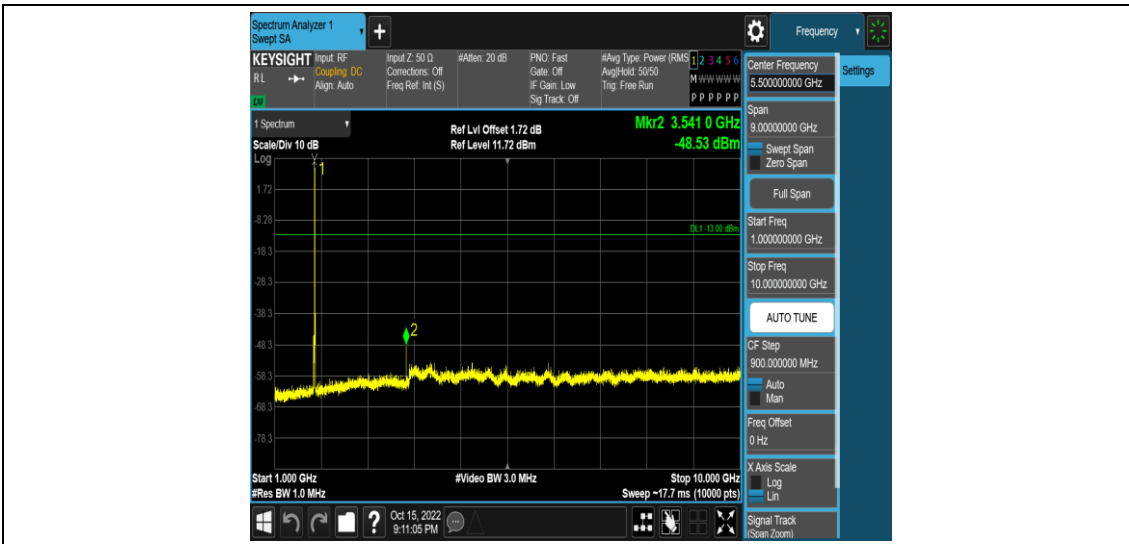 Spectrum Analyzer 1
Swept SA
+
Frequency
KEYSIGHT
RL
LXI
Input: RF
Coupling: DC
Align: Auto
Input Z: 50 Ω
Corrections: Off
Freq Ref: Int (S)
#Atten: 20 dB
PNO: Fast
Gate: Off
IF Gain: Low
Sig Track: Off
#Avg Type: Power (RMS
Avg|Hold: 50/50
Trig: Free Run
1 2 3 4 5 6
M W W W W W
P P P P P P
Center Frequency
5.500000000 GHz
Settings
1 Spectrum
Scale/Div 10 dB
Ref Lvl Offset 1.72 dB
Ref Level 11.72 dBm
Mkr2 3.541 0 GHz
-48.53 dBm
Log
1
1.72
-8.28
DL1 -13.00 dBm
-18.3
-28.3
-38.3
2
-48.3
-58.3
-68.3
-78.3
Start 1.000 GHz
#Res BW 1.0 MHz
#Video BW 3.0 MHz
Stop 10.000 GHz
Sweep ~17.7 ms (10000 pts)
Span
9.00000000 GHz
Swept Span
Zero Span
Full Span
Start Freq
1.000000000 GHz
Stop Freq
10.000000000 GHz
AUTO TUNE
CF Step
900.000000 MHz
Auto
Man
Freq Offset
0 Hz
X Axis Scale
Log
Lin
Signal Track
(Span Zoom)
?
Oct 15, 2022
9:11:05 PM